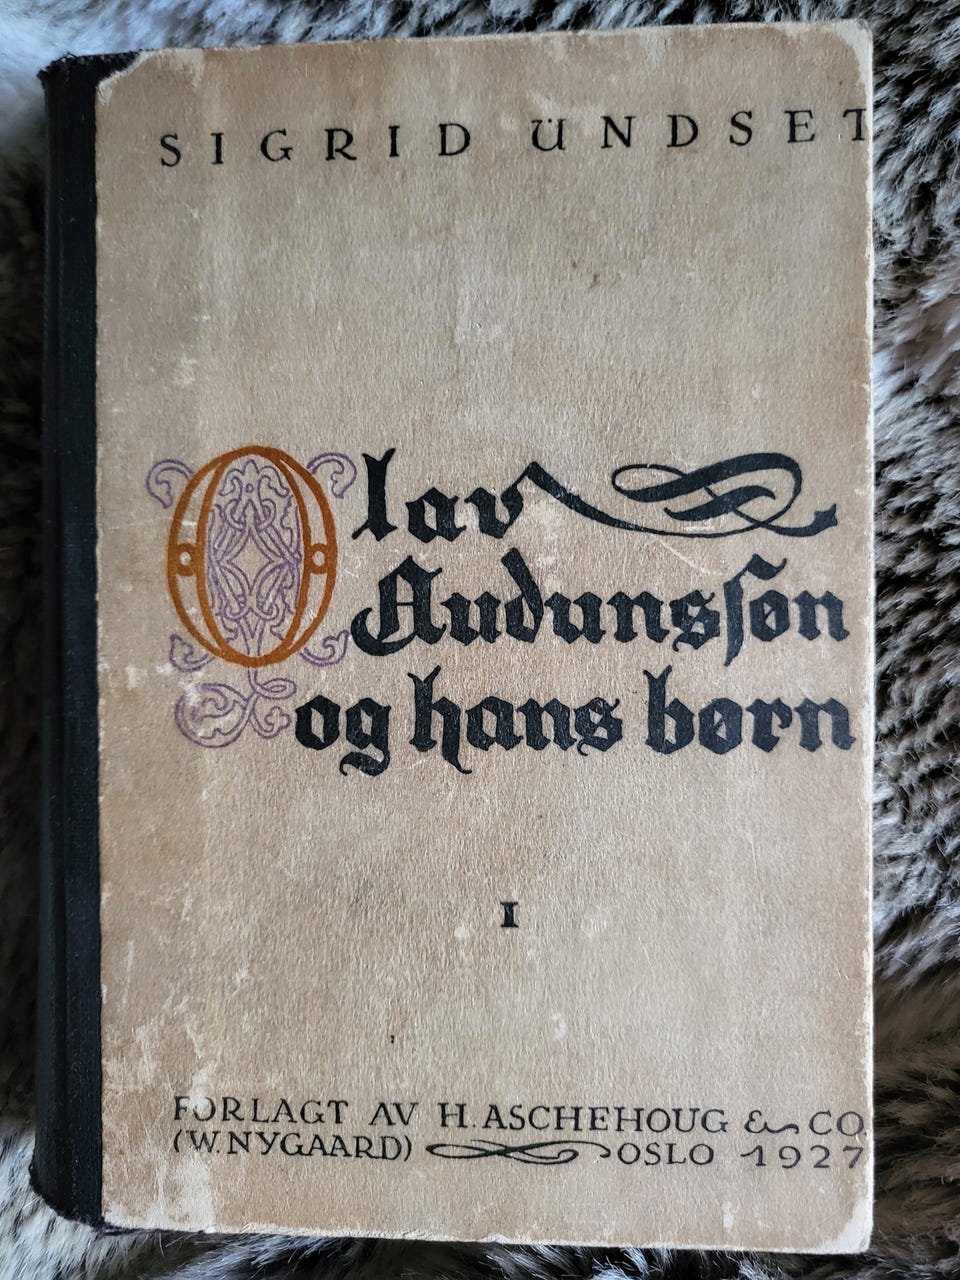 SIGRID UNDSET
Olav
Audunssøn
og hans børn
I
FORLAGT AV H. ASCHEHOUG & CO.
(W. NYGAARD) OSLO 1927